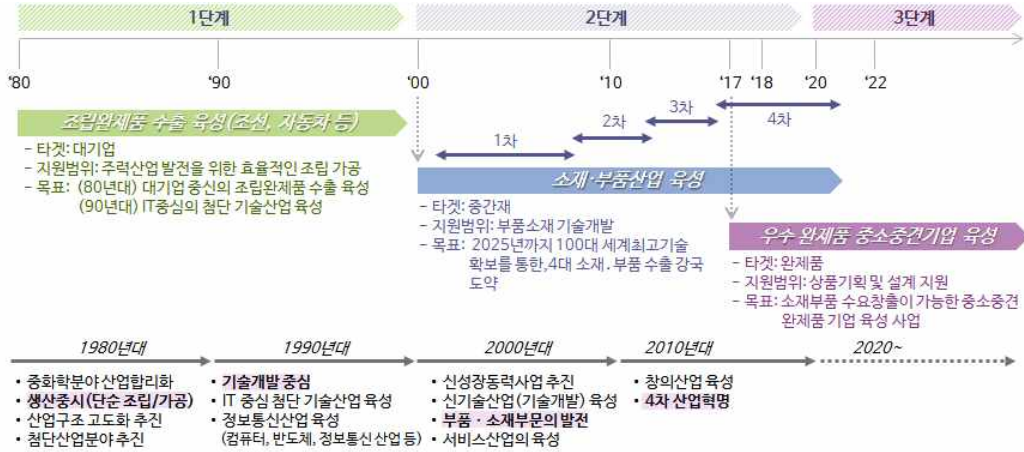 1단계
2단계
3단계
'80
'90
'00
'10
'17
'18
'20
'22
1차
2차
3차
4차
조립완제품 수출 육성(조선, 자동차 등)
- 타겟: 대기업
- 지원범위: 주력산업 발전을 위한 효율적인 조립 가공
- 목표: (80년대) 대기업 중신의 조립완제품 수출 육성
(90년대) IT중심의 첨단 기술산업 육성
소재·부품산업 육성
- 타겟: 중간재
- 지원범위: 부품소재 기술개발
- 목표: 2025년까지 100대 세계최고기술
확보를 통한,4대 소재.부품 수출 강국
도약
우수 완제품 중소중견기업 육성
- 타겟: 완제품
- 지원범위: 상품기획 및 설계 지원
- 목표: 소재부품 수요창출이 가능한 중소중견
완제품 기업 육성 사업
1980년대
1990년대
2000년대
2010년대
2020~
• 중화학분야 산업합리화
• 생산중시(단순 조립/가공)
• 산업구조 고도화 추진
• 첨단산업분야 추진
• 기술개발 중심
• IT 중심 첨단 기술산업 육성
• 정보통신산업 육성
(컴퓨터, 반도체, 정보통신 산업 등)
• 신성장동력사업 추진
• 신기술산업(기술개발) 육성
• 부품·소재부문의 발전
• 서비스산업의 육성
• 창의산업 육성
• 4차 산업혁명